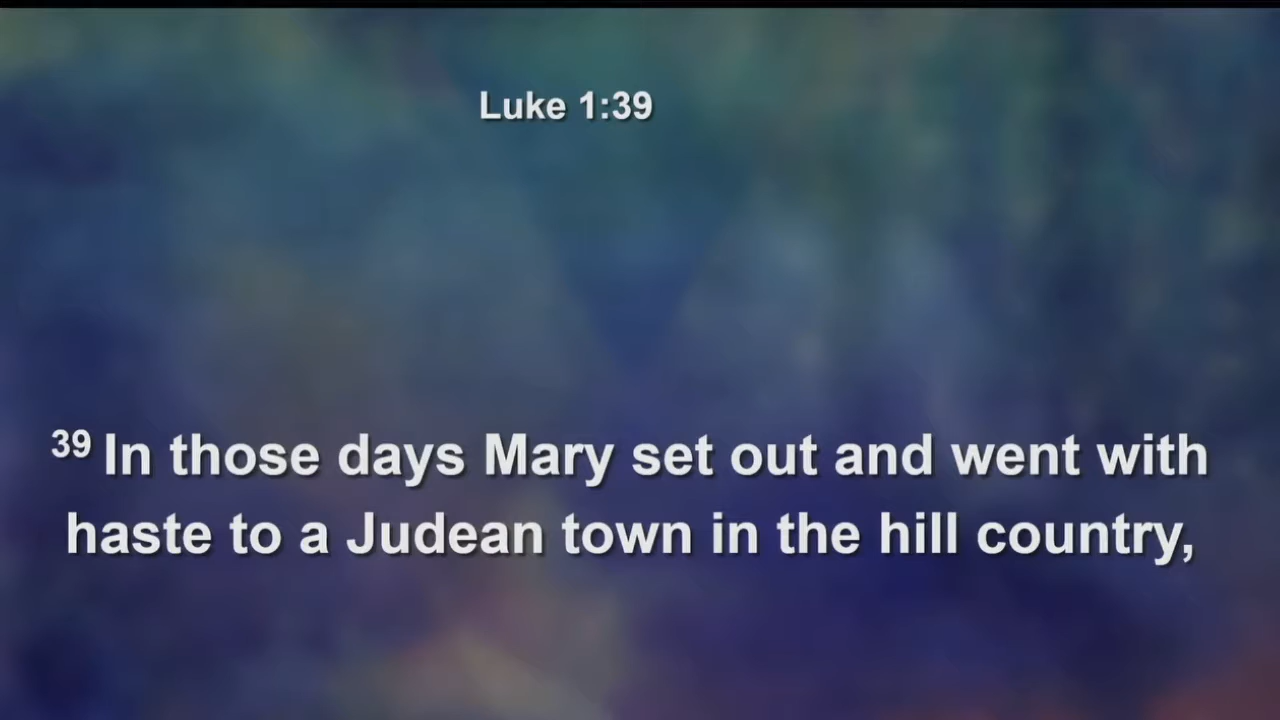 Luke 1:39
39 In those days Mary set out and went with
haste to a Judean town in the hill country,